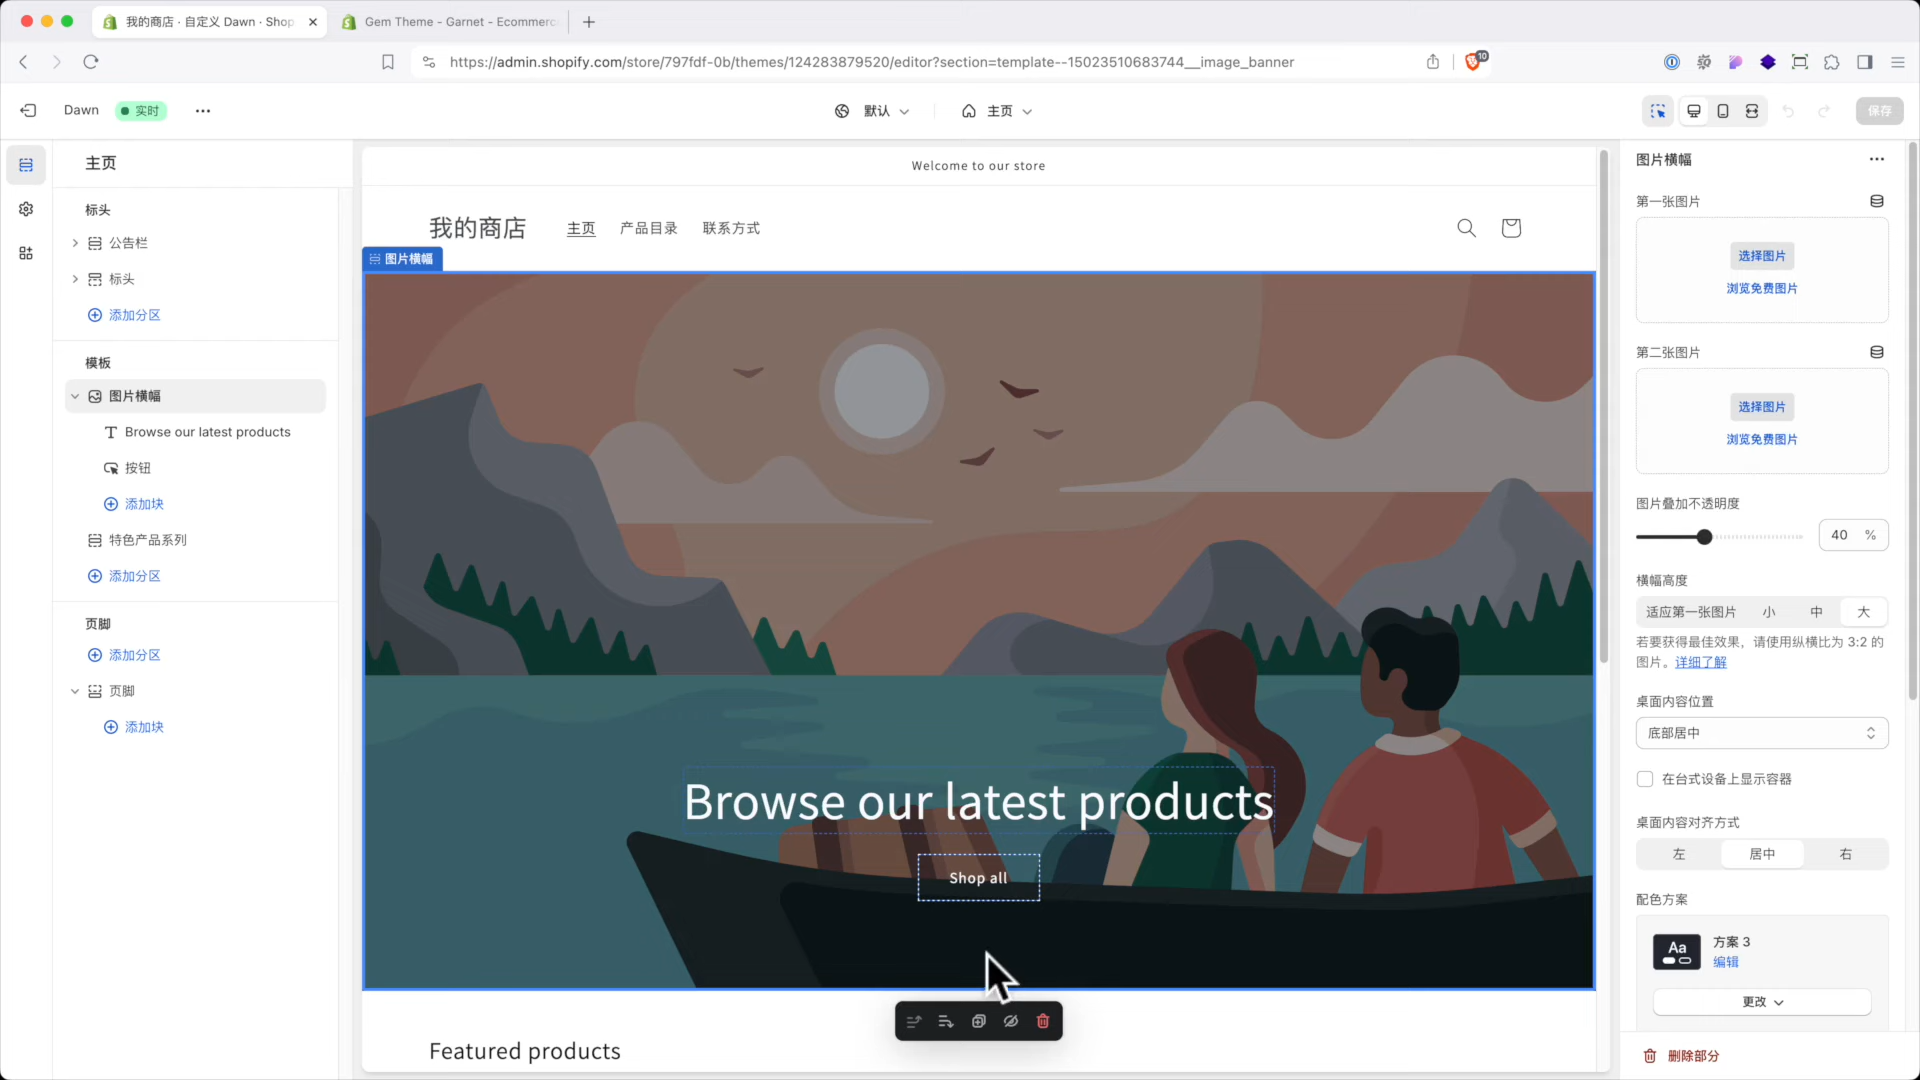 我的商店 · 自定义 Dawn · Shop
Gem Theme - Garnet - Ecommerc
https://admin.shopify.com/store/797fdf-0b/themes/124283879520/editor?section=template--15023510683744__image_banner
10
Dawn
实时
默认
主页
保存
主页
标头
公告栏
标头
添加分区
模板
图片横幅
Browse our latest products
按钮
添加块
特色产品系列
添加分区
页脚
添加分区
页脚
添加块
Welcome to our store
我的商店
主页
产品目录
联系方式
图片横幅
Browse our latest products
Shop all
Featured products
图片横幅
第一张图片
选择图片
浏览免费图片
第二张图片
选择图片
浏览免费图片
图片叠加不透明度
40 %
横幅高度
适应第一张图片 小 中 大
若要获得最佳效果，请使用纵横比为 3:2 的
图片。详细了解
桌面内容位置
底部居中
在台式设备上显示容器
桌面内容对齐方式
左 居中 右
配色方案
Aa
方案 3
编辑
更改
删除部分